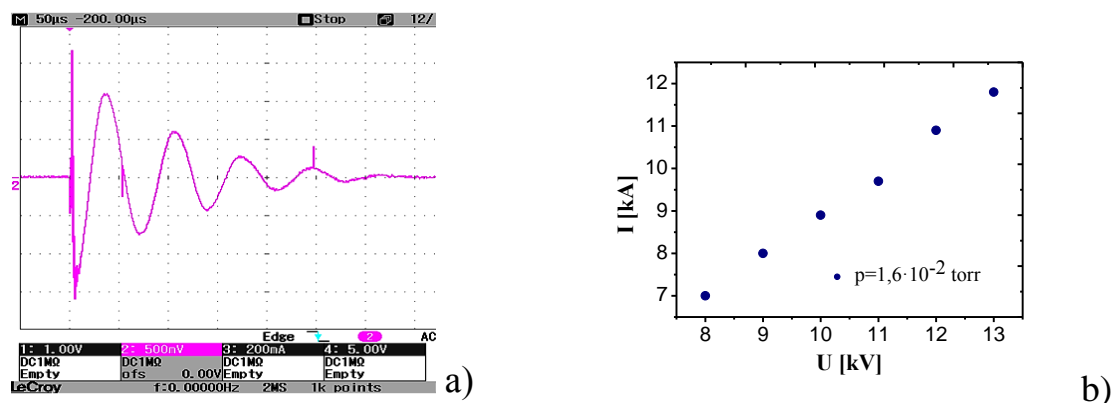 M 50µs -200.00µs Stop 12/
2
Edge 2 AC
1: 1.00V 2: 500mV 3: 200mA 4: 5.00V
DC1MΩ DC1MΩ DC1MΩ DC1MΩ
Empty ofs 0.00V Empty Empty
LeCroy f:0.00000Hz 2MS 1k points
a)
12
11
10
9
8
7
I [kA]
p=1,6·10-2 torr
8 9 10 11 12 13
U [kV]
b)